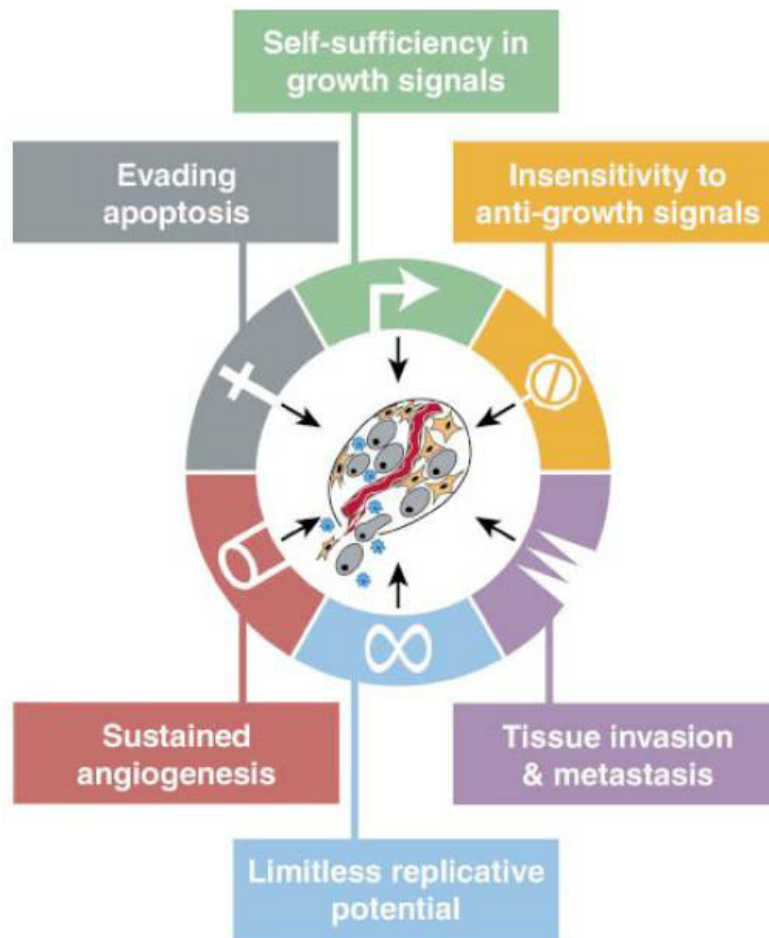 Self-sufficiency in
growth signals
Evading
apoptosis
Insensitivity to
anti-growth signals
Sustained
angiogenesis
Tissue invasion
& metastasis
Limitless replicative
potential